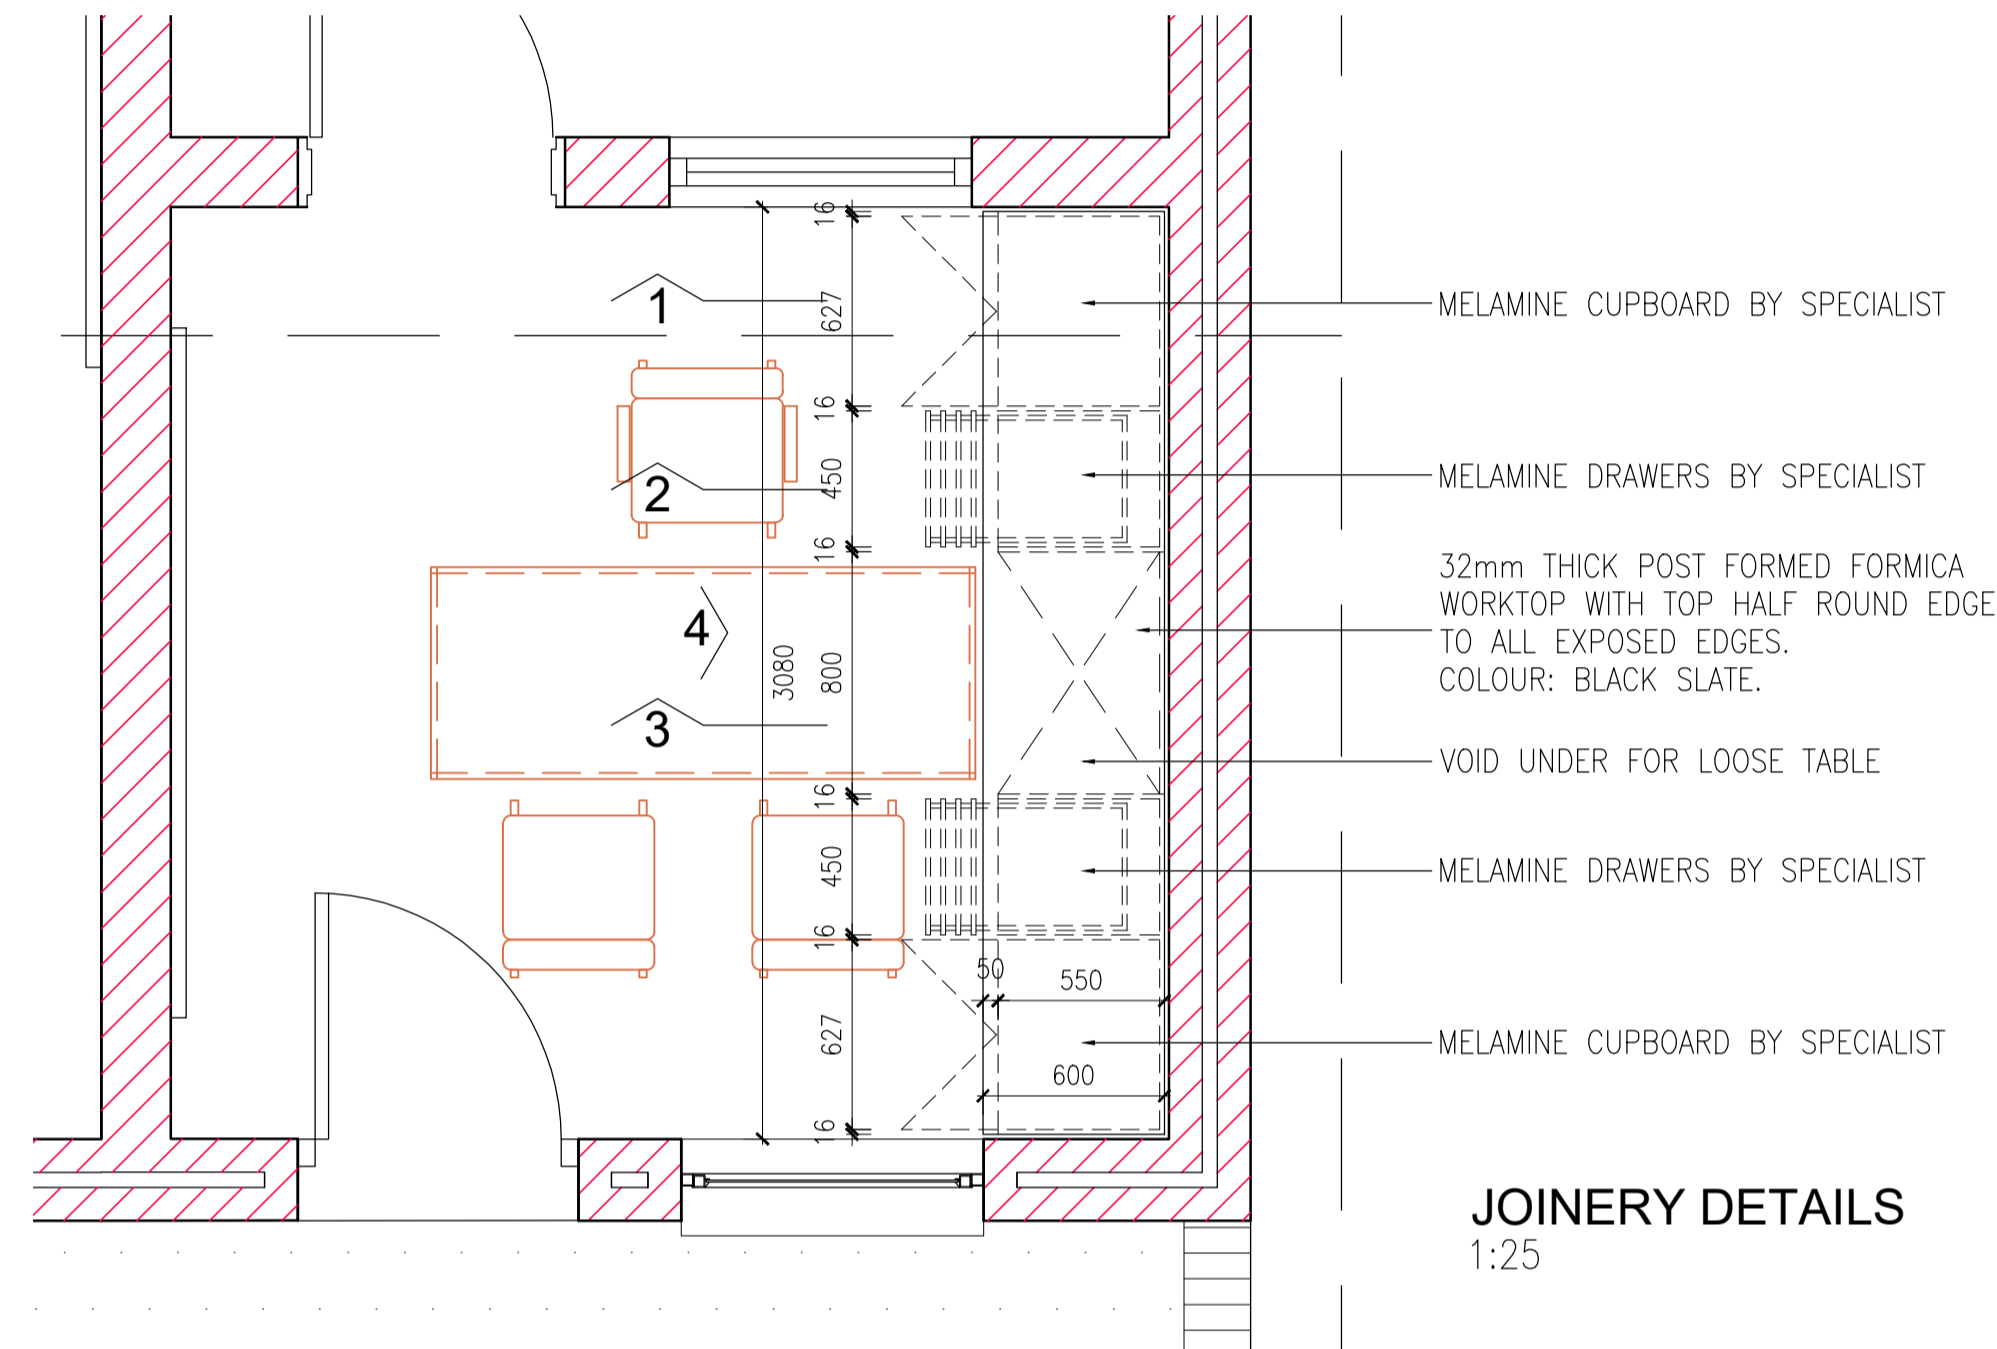 16
627
1
MELAMINE CUPBOARD BY SPECIALIST
16
450
2
MELAMINE DRAWERS BY SPECIALIST
16
32mm THICK POST FORMED FORMICA
WORKTOP WITH TOP HALF ROUND EDGE
TO ALL EXPOSED EDGES.
COLOUR: BLACK SLATE.
4
3080
800
3
VOID UNDER FOR LOOSE TABLE
16
450
MELAMINE DRAWERS BY SPECIALIST
16
50
550
627
MELAMINE CUPBOARD BY SPECIALIST
600
16
JOINERY DETAILS
1:25